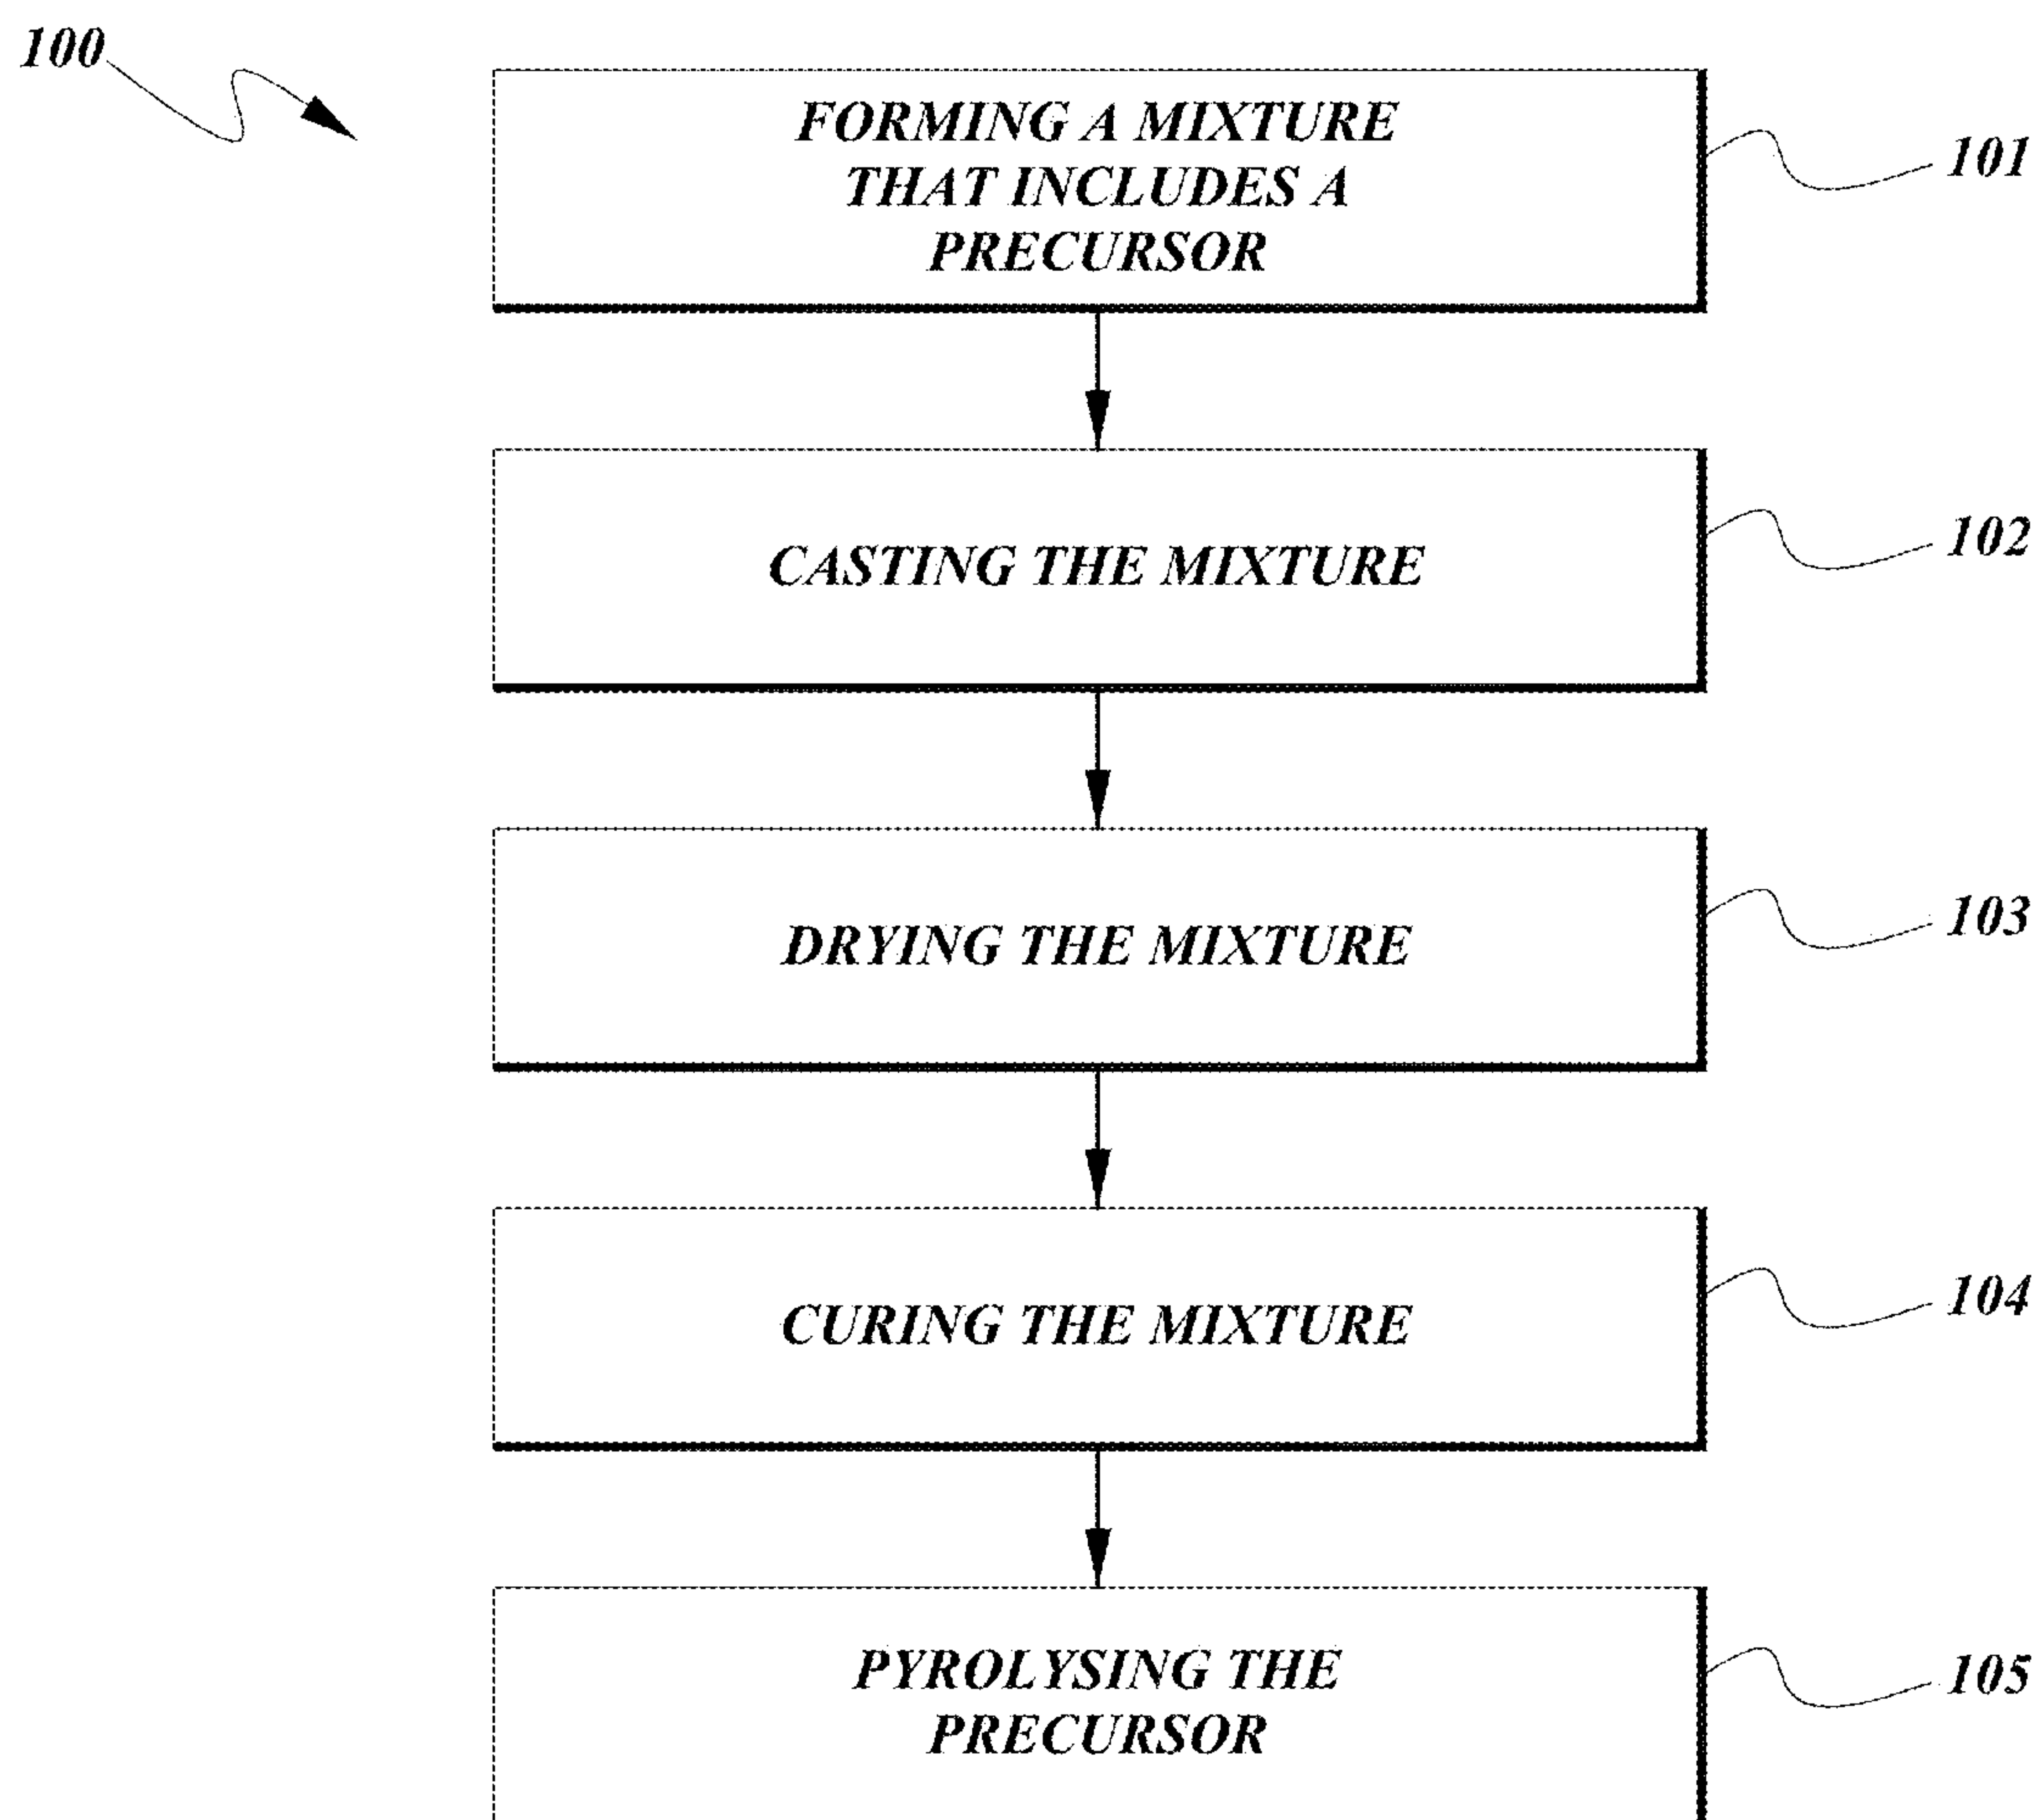 100
FORMING A MIXTURE
THAT INCLUDES A
PRECURSOR
101
CASTING THE MIXTURE
102
DRYING THE MIXTURE
103
CURING THE MIXTURE
104
PYROLYSING THE
PRECURSOR
105